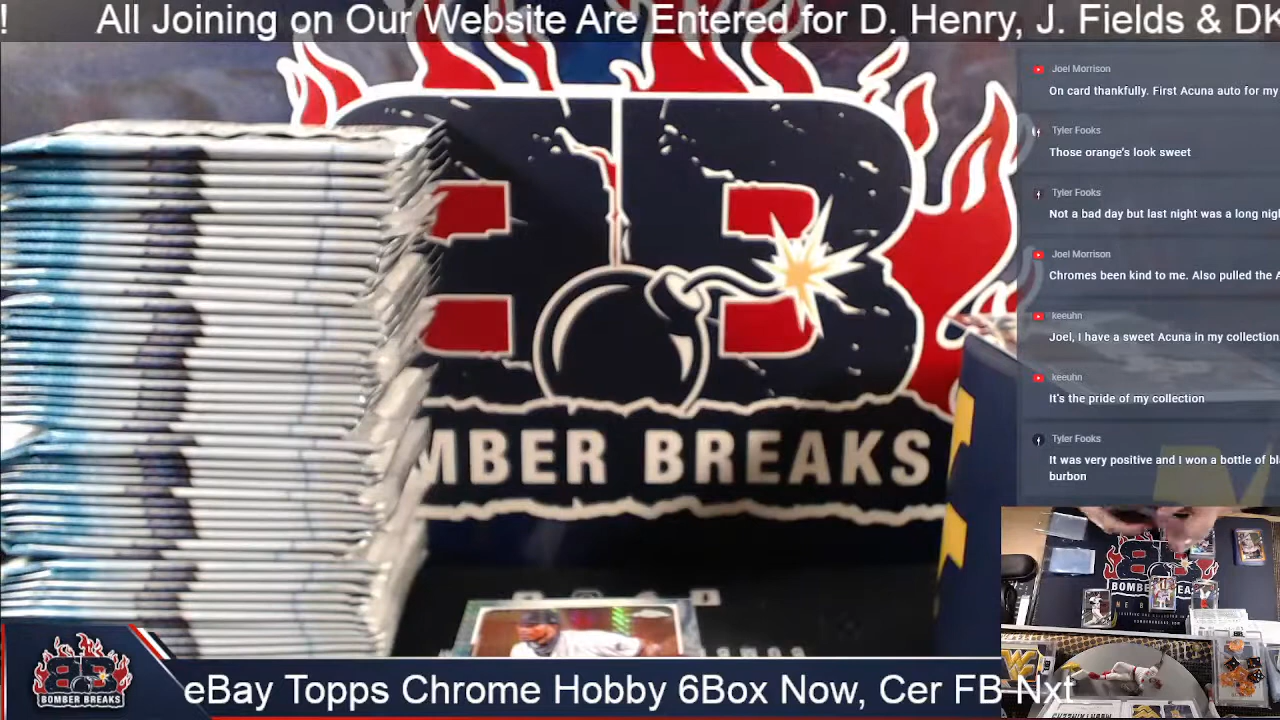 ! All Joining on Our Website Are Entered for D. Henry, J. Fields & DK
Joel Morrison
On card thankfully. First Acuna auto for my
Tyler Fooks
Those orange's look sweet
Tyler Fooks
Not a bad day but last night was a long nig
Joel Morrison
Chromes been kind to me. Also pulled the A
keeuhn
Joel, I have a sweet Acuna in my collection
keeuhn
It's the pride of my collection
Tyler Fooks
It was very positive and I won a bottle of bl
burbon
BB
MBER BREAKS
BOMBER BREA
BB
BOMBER BREAKS
eBay Topps Chrome Hobby 6Box Now, Cer FB Nxt